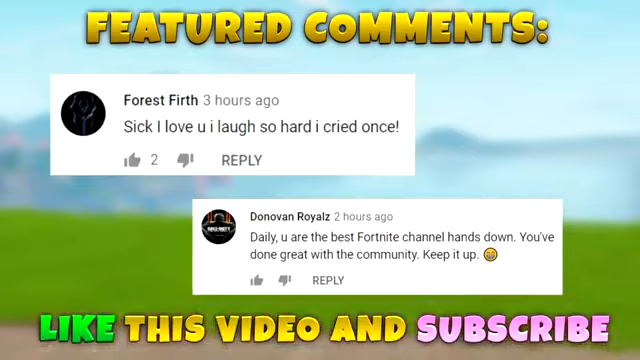 FEATURED COMMENTS:
Forest Firth 3 hours ago
Sick I love u i laugh so hard i cried once!
2 REPLY
Donovan Royalz 2 hours ago
Daily, u are the best Fortnite channel hands down. You've
done great with the community. Keep it up. 😁
REPLY
LIKE THIS VIDEO AND SUBSCRIBE